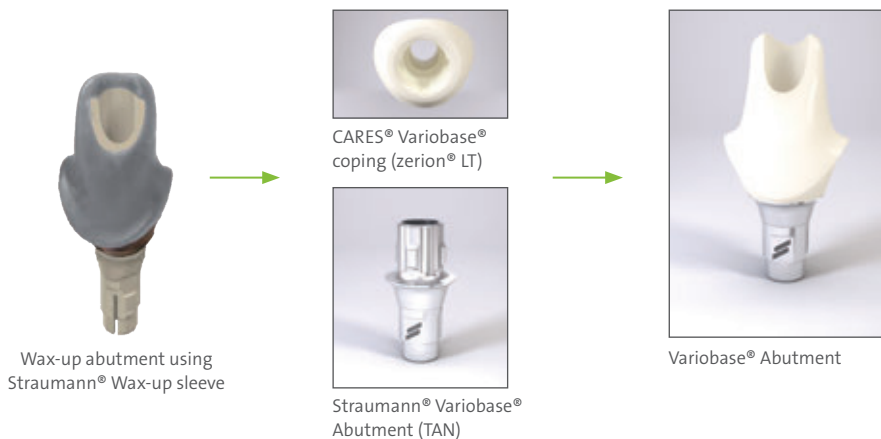 Wax-up abutment using
Straumann® Wax-up sleeve
CARES® Variobase®
coping (zerion® LT)
Straumann® Variobase®
Abutment (TAN)
Variobase® Abutment